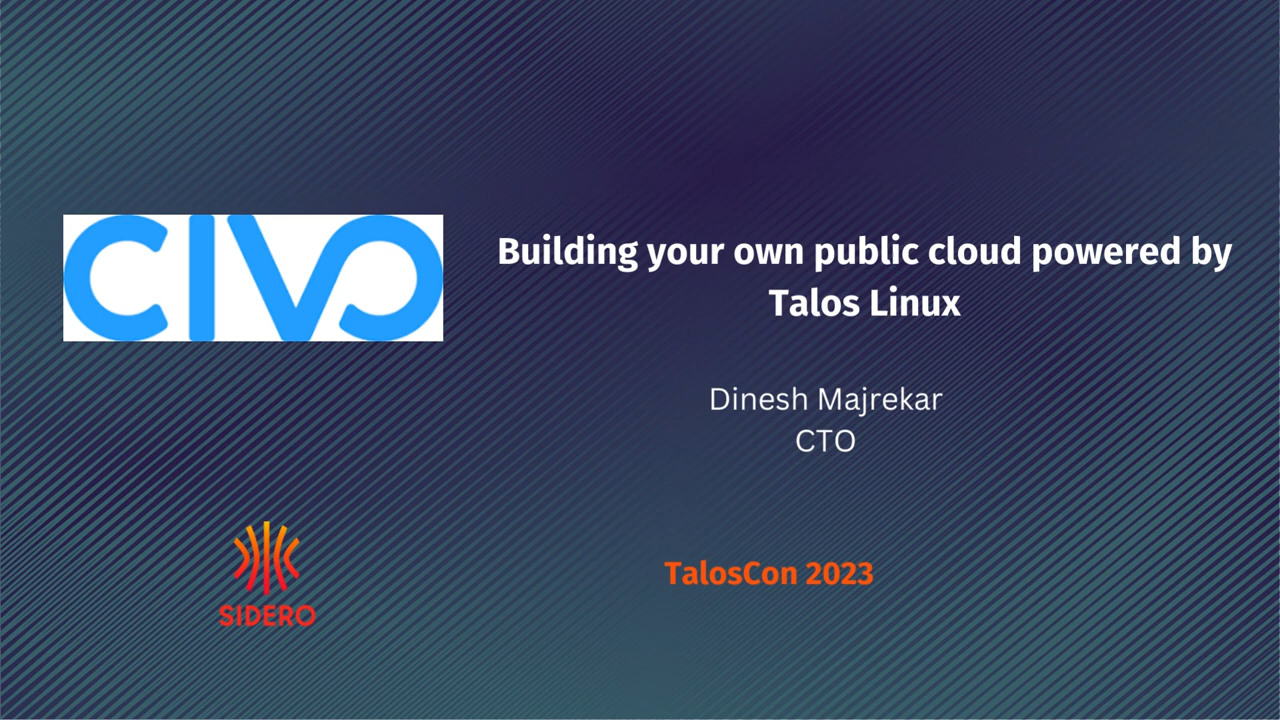 CIVO
Building your own public cloud powered by
Talos Linux
Dinesh Majrekar
CTO
SIDERO
TalosCon 2023